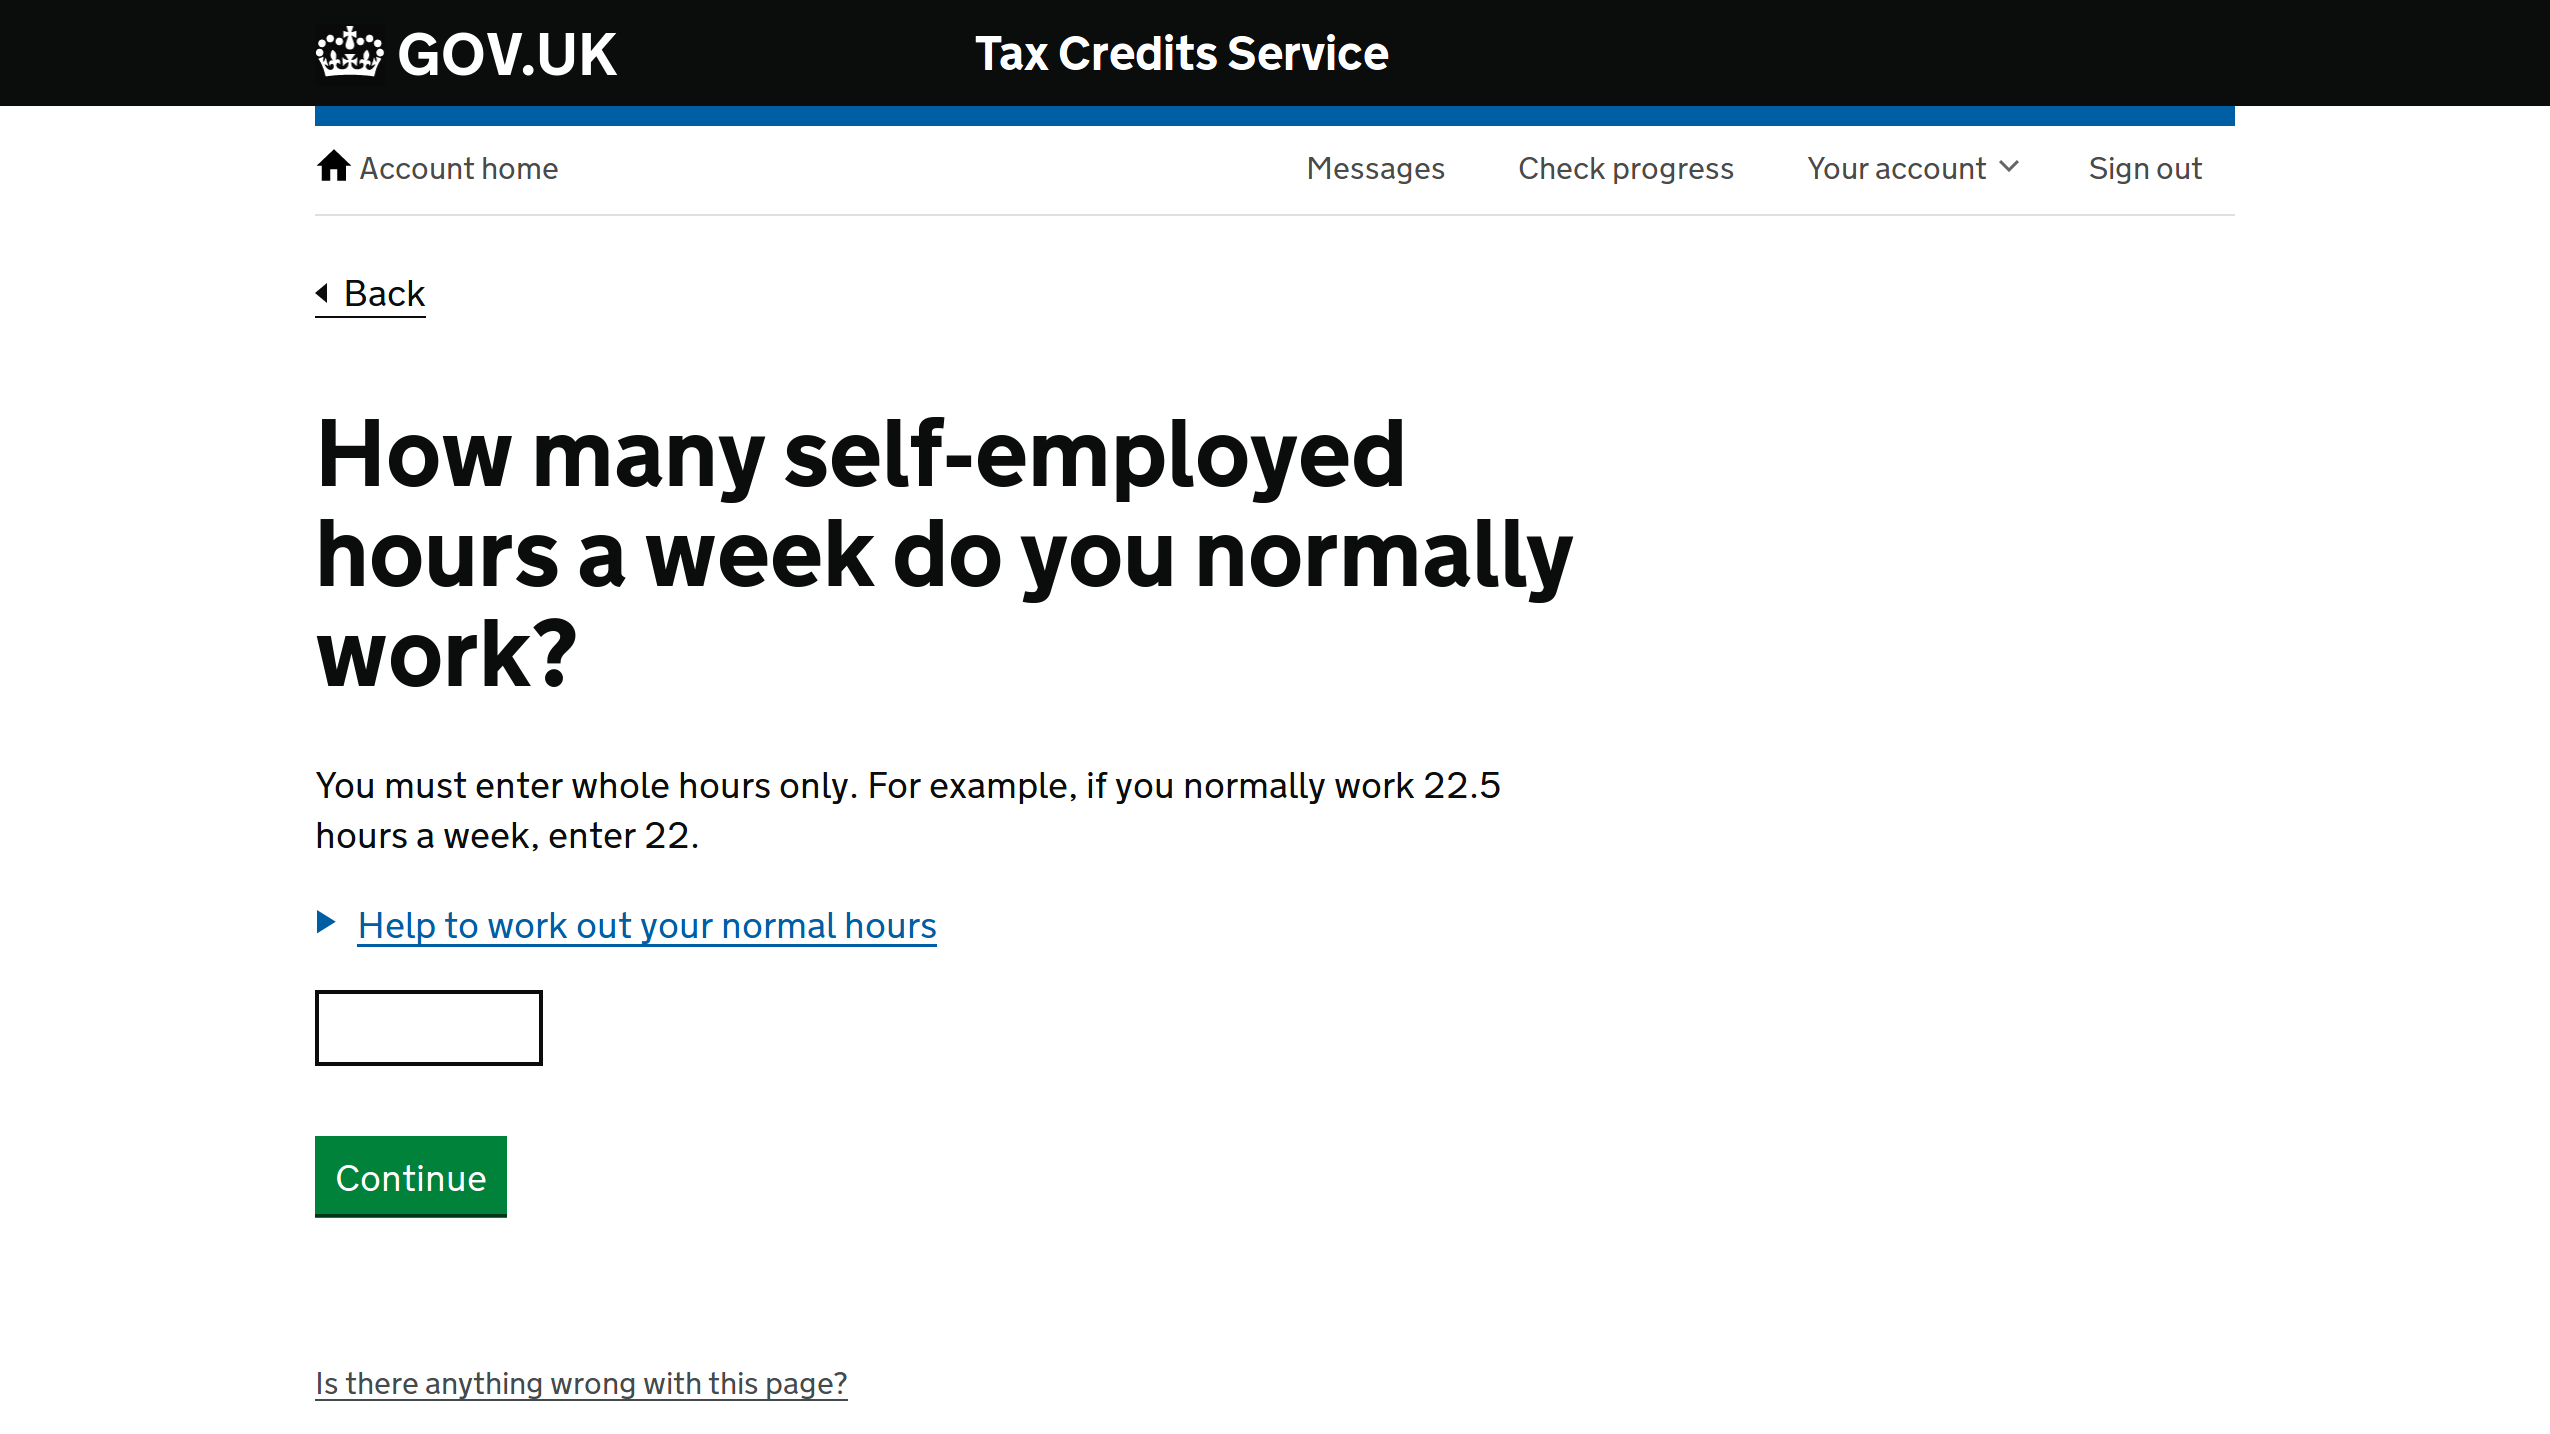 GOV.UK
Tax Credits Service
Account home
Messages
Check progress
Your account
Sign out
Back
How many self-employed
hours a week do you normally
work?
You must enter whole hours only. For example, if you normally work 22.5
hours a week, enter 22.
Help to work out your normal hours
Continue
Is there anything wrong with this page?